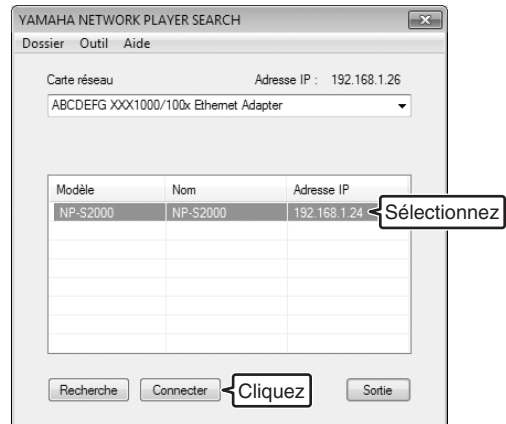 YAMAHA NETWORK PLAYER SEARCH
Dossier Outil Aide
Carte réseau Adresse IP : 192.168.1.26
ABCDEFG XXX1000/100x Ethernet Adapter
Modèle Nom Adresse IP
NP-S2000 NP-S2000 192.168.1.24 Sélectionnez
Recherche Connecter Cliquez Sortie